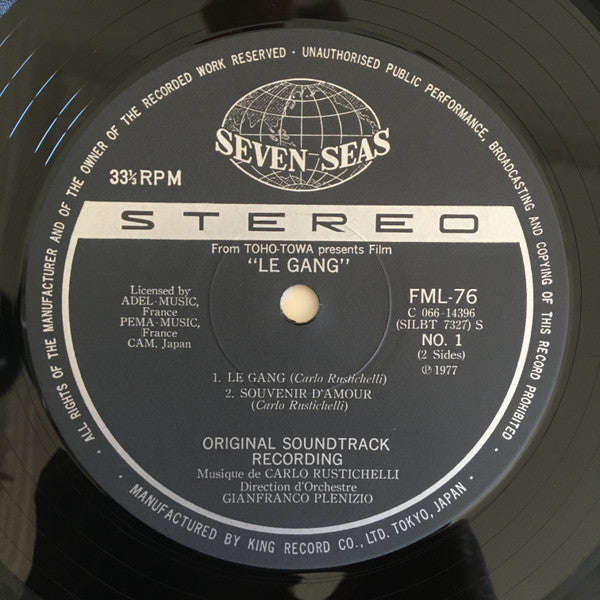 · ALL RIGHTS OF THE MANUFACTURER AND OF THE OWNER OF THE RECORDED WORK RESERVED · UNAUTHORISED PUBLIC PERFORMANCE, BROADCASTING AND COPYING OF THIS RECORD PROHIBITED ·
SEVEN SEAS
33⅓ RPM
STEREO
From TOHO-TOWA presents Film
"LE GANG"
Licensed by
ADEL-MUSIC,
France
PEMA-MUSIC,
France
CAM, Japan
FML-76
C 066-14396
(SILBT 7327) S
NO. 1
(2 Sides)
℗ 1977
1. LE GANG (Carlo Rustichelli)
2. SOUVENIR D'AMOUR
(Carlo Rustichelli)
ORIGINAL SOUNDTRACK
RECORDING
Musique de CARLO RUSTICHELLI
Direction d'Orchestre
GIANFRANCO PLENIZIO
· MANUFACTURED BY KING RECORD CO., LTD. TOKYO, JAPAN ·